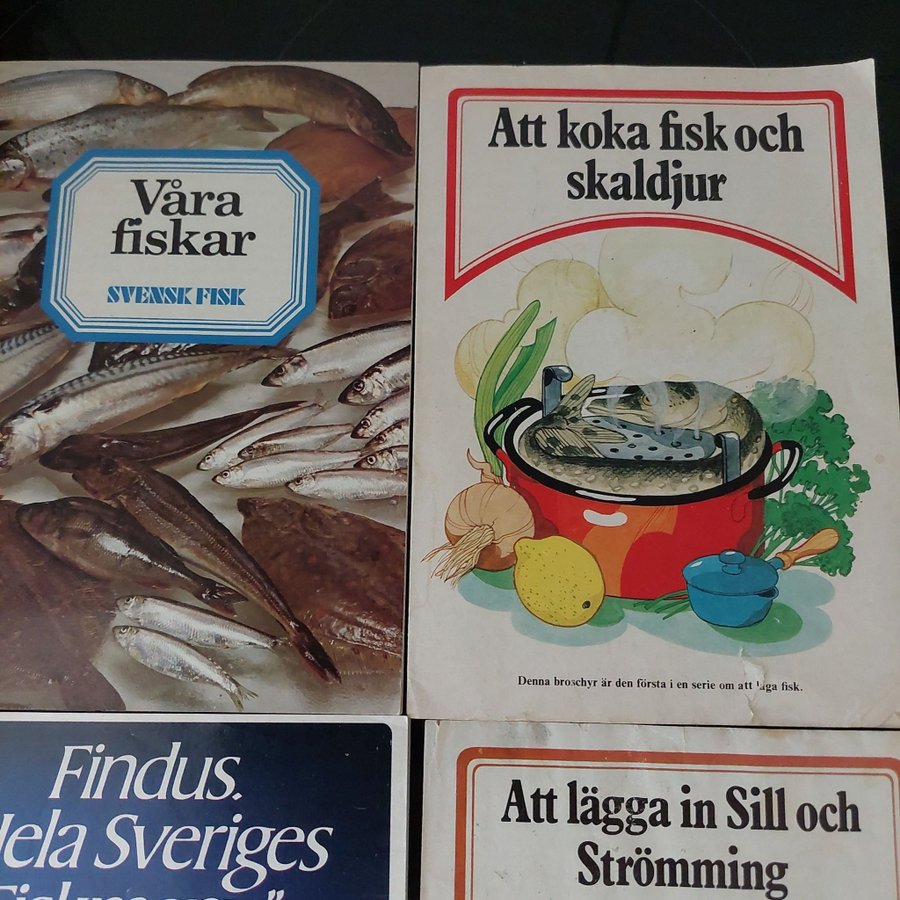 Våra
fiskar
SVENSK FISK
Att koka fisk och
skaldjur
Denna broschyr är den första i en serie om att laga fisk.
Findus.
hela Sveriges
Att lägga in Sill och
Strömming